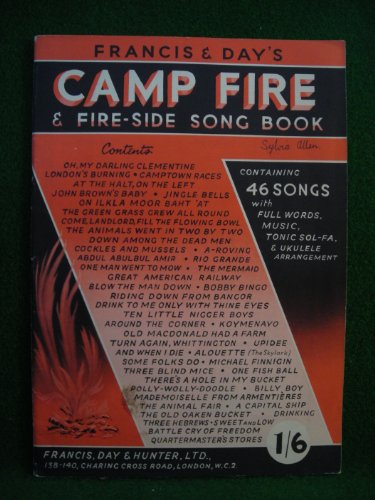 FRANCIS & DAY'S
CAMP FIRE
& FIRE-SIDE SONG BOOK
Sylvia Allen
Contents
OH, MY DARLING CLEMENTINE
LONDON'S BURNING • CAMPTOWN RACES
AT THE HALT, ON THE LEFT
JOHN BROWN'S BABY • JINGLE BELLS
ON ILKLA MOOR BAHT 'AT
THE GREEN GRASS GREW ALL ROUND
COME, LANDLORD, FILL THE FLOWING BOWL
THE ANIMALS WENT IN TWO BY TWO
DOWN AMONG THE DEAD MEN
COCKLES AND MUSSELS • A-ROVING
ABDUL ABULBUL AMIR • RIO GRANDE
ONE MAN WENT TO MOW • THE MERMAID
GREAT AMERICAN RAILWAY
BLOW THE MAN DOWN • BOBBY BINGO
RIDING DOWN FROM BANGOR
DRINK TO ME ONLY WITH THINE EYES
TEN LITTLE NIGGER BOYS
AROUND THE CORNER • KOYMENAVO
OLD MACDONALD HAD A FARM
TURN AGAIN, WHITTINGTON • UPIDEE
AND WHEN I DIE • ALOUETTE (The Skylark)
SOME FOLKS DO • MICHAEL FINNIGIN
THREE BLIND MICE • ONE FISH BALL
THERE'S A HOLE IN MY BUCKET
POLLY-WOLLY-DOODLE • BILLY BOY
MADEMOISELLE FROM ARMENTIÈRES
THE ANIMAL FAIR • A CAPITAL SHIP
THE OLD OAKEN BUCKET • DRINKING
THREE HEBREWS • SWEET AND LOW
BATTLE CRY OF FREEDOM
QUARTERMASTER'S STORES
CONTAINING
46 SONGS
with
FULL WORDS,
MUSIC,
TONIC SOL-FA,
& UKULELE
ARRANGEMENT
1/6
FRANCIS, DAY & HUNTER, LTD.,
138-140, CHARING CROSS ROAD, LONDON, W.C.2